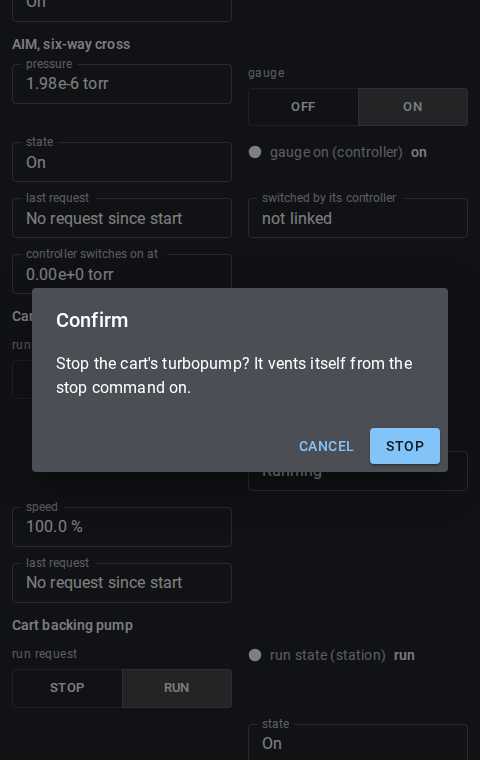 On
AIM, six-way cross
pressure
1.98e-6 torr
gauge
OFF
ON
state
On
gauge on (controller) on
last request
No request since start
switched by its controller
not linked
controller switches on at
0.00e+0 torr
Confirm
Stop the cart's turbopump? It vents itself from the
stop command on.
CANCEL
STOP
speed
100.0 %
last request
No request since start
Cart backing pump
run request
run state (station) run
STOP
RUN
state
On